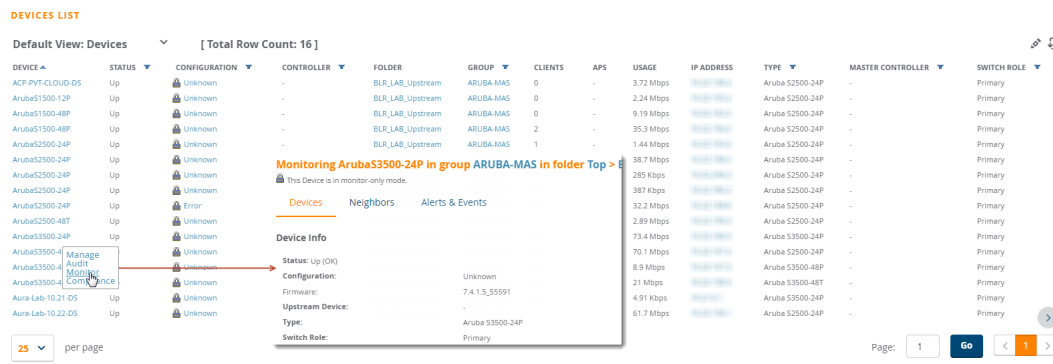 DEVICES LIST
Default View: Devices [ Total Row Count: 16 ]
DEVICE STATUS CONFIGURATION CONTROLLER FOLDER GROUP CLIENTS APS USAGE IP ADDRESS TYPE MASTER CONTROLLER SWITCH ROLE
ACP-PVT-CLOUD-DS Up Unknown - BLR_LAB_Upstream ARUBA-MAS 0 - 3.72 Mbps Aruba S2500-24P - Primary
ArubaS1500-12P Up Unknown - BLR_LAB_Upstream ARUBA-MAS 0 - 2.24 Mbps Aruba S2500-24P - Primary
ArubaS1500-48P Up Unknown - BLR_LAB_Upstream ARUBA-MAS 0 - 9.19 Mbps Aruba S2500-24P - Primary
ArubaS1500-48P Up Unknown - BLR_LAB_Upstream ARUBA-MAS 2 - 35.3 Mbps Aruba S2500-24P - Primary
ArubaS2500-24P Up Unknown - BLR_LAB_Upstream ARUBA-MAS 1 - 1.44 Mbps Aruba S2500-24P - Primary
ArubaS2500-24P Up Unknown 38.7 Mbps Aruba S2500-24P - Primary
ArubaS2500-24P Up Unknown 285 Kbps Aruba S2500-24P - Primary
ArubaS2500-24P Up Unknown 387 Kbps Aruba S2500-24P - Primary
ArubaS2500-24P Up Error 32.2 Mbps Aruba S2500-24P - Primary
ArubaS2500-48T Up Unknown 2.89 Mbps Aruba S2500-24P - Primary
ArubaS3500-24P Up Unknown 73.4 Mbps Aruba S2500-24P - Primary
ArubaS3500-4 Unknown 70.1 Mbps Aruba S2500-24P - Primary
ArubaS3500-4 Unknown 8.9 Mbps Aruba S3500-48P - Primary
ArubaS3500-4 Unknown 21 Mbps Aruba S3500-48T - Primary
Aura-Lab-10.21-DS Up Unknown 4.91 Kbps Aruba S3500-24P - Primary
Aura-Lab-10.22-DS Up Unknown 61.7 Mbps Aruba S2500-24P - Primary
Manage
Audit
Monitor
Compliance
Monitoring ArubaS3500-24P in group ARUBA-MAS in folder Top >
This Device is in monitor-only mode.
Devices Neighbors Alerts & Events
Device Info
Status: Up (OK)
Configuration: Unknown
Firmware: 7.4.1.5_55591
Upstream Device: -
Type: Aruba S3500-24P
Switch Role: Primary
25 per page Page: 1 Go < 1 >